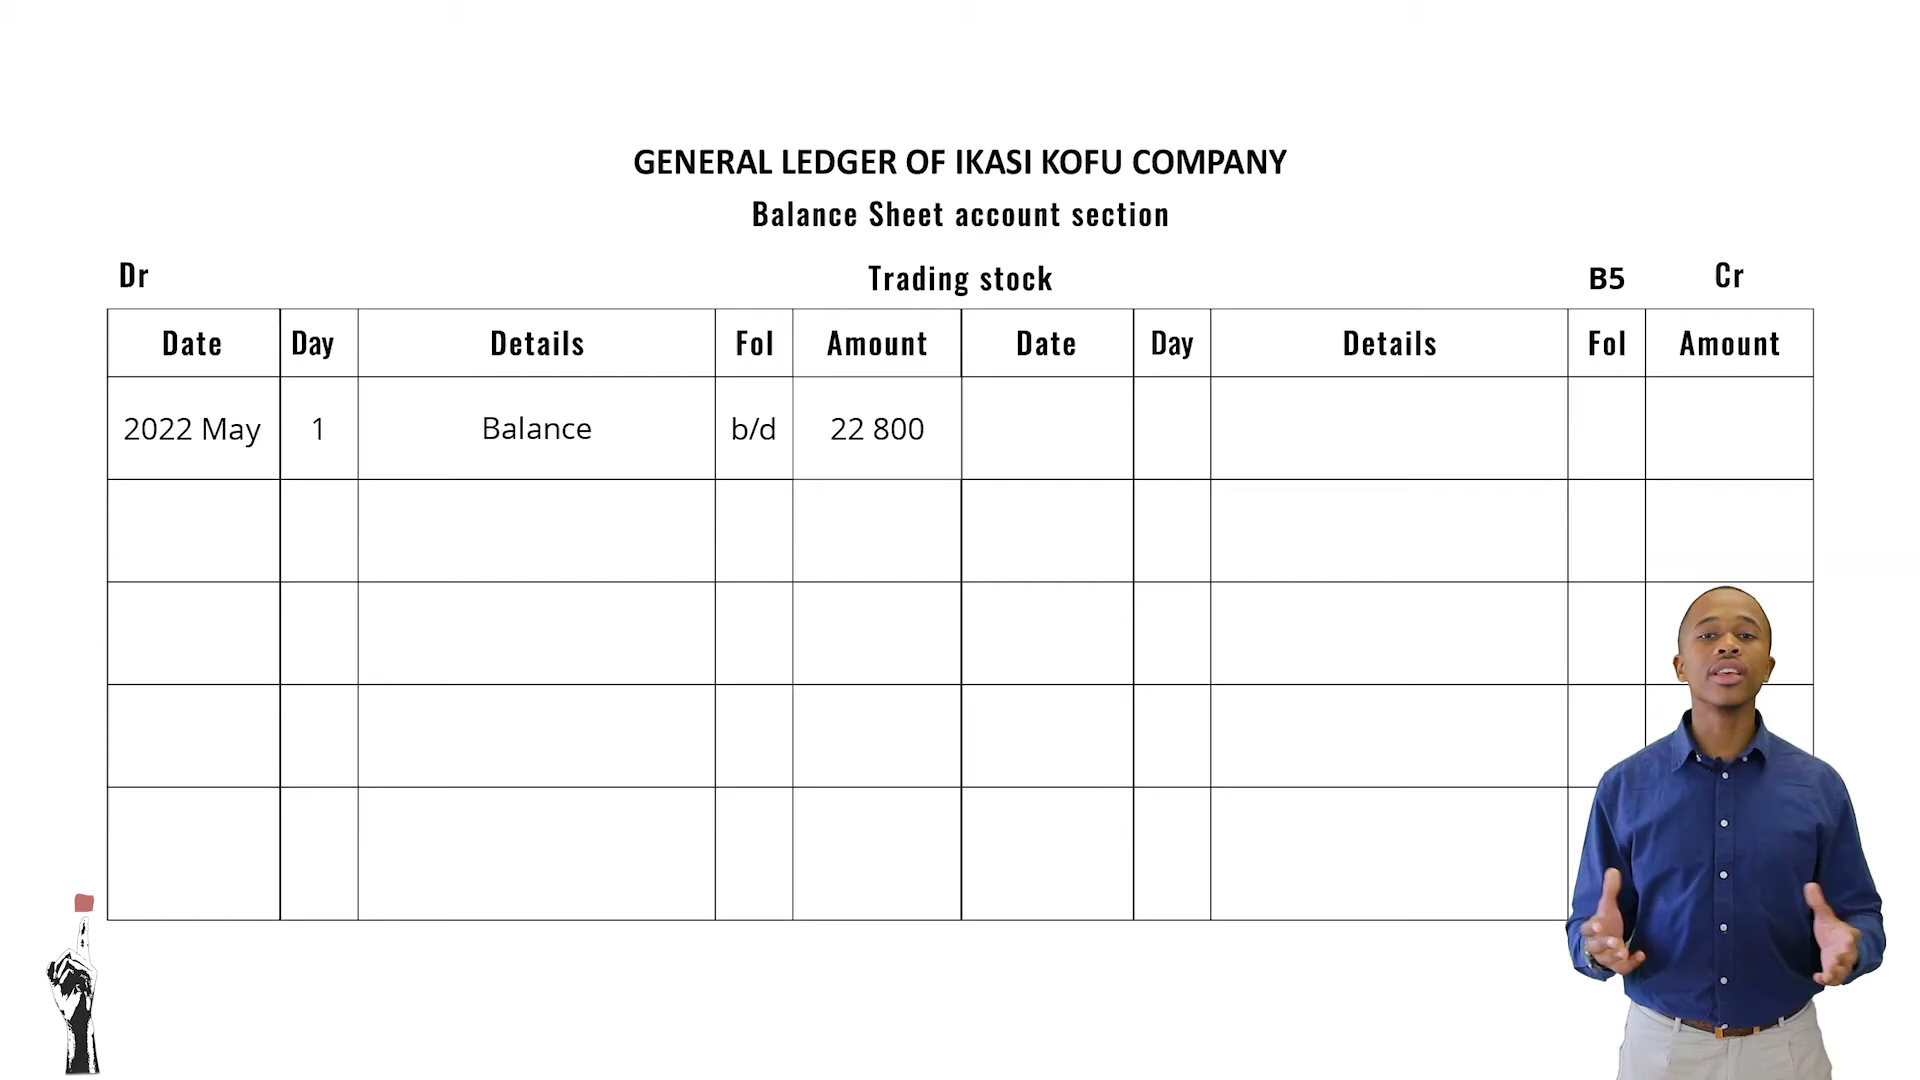 GENERAL LEDGER OF IKASI KOFU COMPANY
Balance Sheet account section
Dr Trading stock B5 Cr
Date Day Details Fol Amount Date Day Details Fol Amount
2022 May 1 Balance b/d 22 800